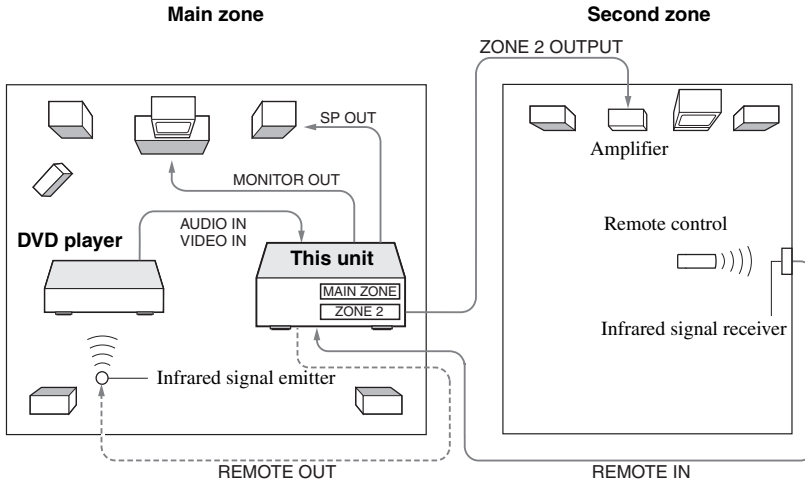 Main zone
Second zone
ZONE 2 OUTPUT
SP OUT
Amplifier
MONITOR OUT
AUDIO IN
VIDEO IN
DVD player
This unit
Remote control
MAIN ZONE
ZONE 2
Infrared signal receiver
Infrared signal emitter
REMOTE OUT
REMOTE IN